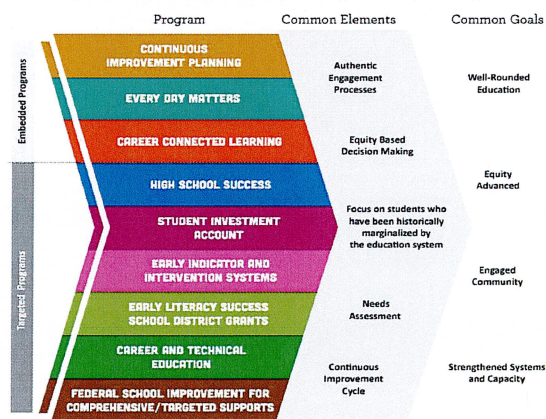 Program
Common Elements
Common Goals
Embedded Programs
Targeted Programs
CONTINUOUS
IMPROVEMENT PLANNING
EVERY DAY MATTERS
CAREER CONNECTED LEARNING
HIGH SCHOOL SUCCESS
STUDENT INVESTMENT
ACCOUNT
EARLY INDICATOR AND
INTERVENTION SYSTEMS
EARLY LITERACY SUCCESS
SCHOOL DISTRICT GRANTS
CAREER AND TECHNICAL
EDUCATION
FEDERAL SCHOOL IMPROVEMENT FOR
COMPREHENSIVE/TARGETED SUPPORTS
Authentic
Engagement
Processes
Equity Based
Decision Making
Focus on students who
have been historically
marginalized by
the education system
Needs
Assessment
Continuous
Improvement
Cycle
Well-Rounded
Education
Equity
Advanced
Engaged
Community
Strengthened Systems
and Capacity